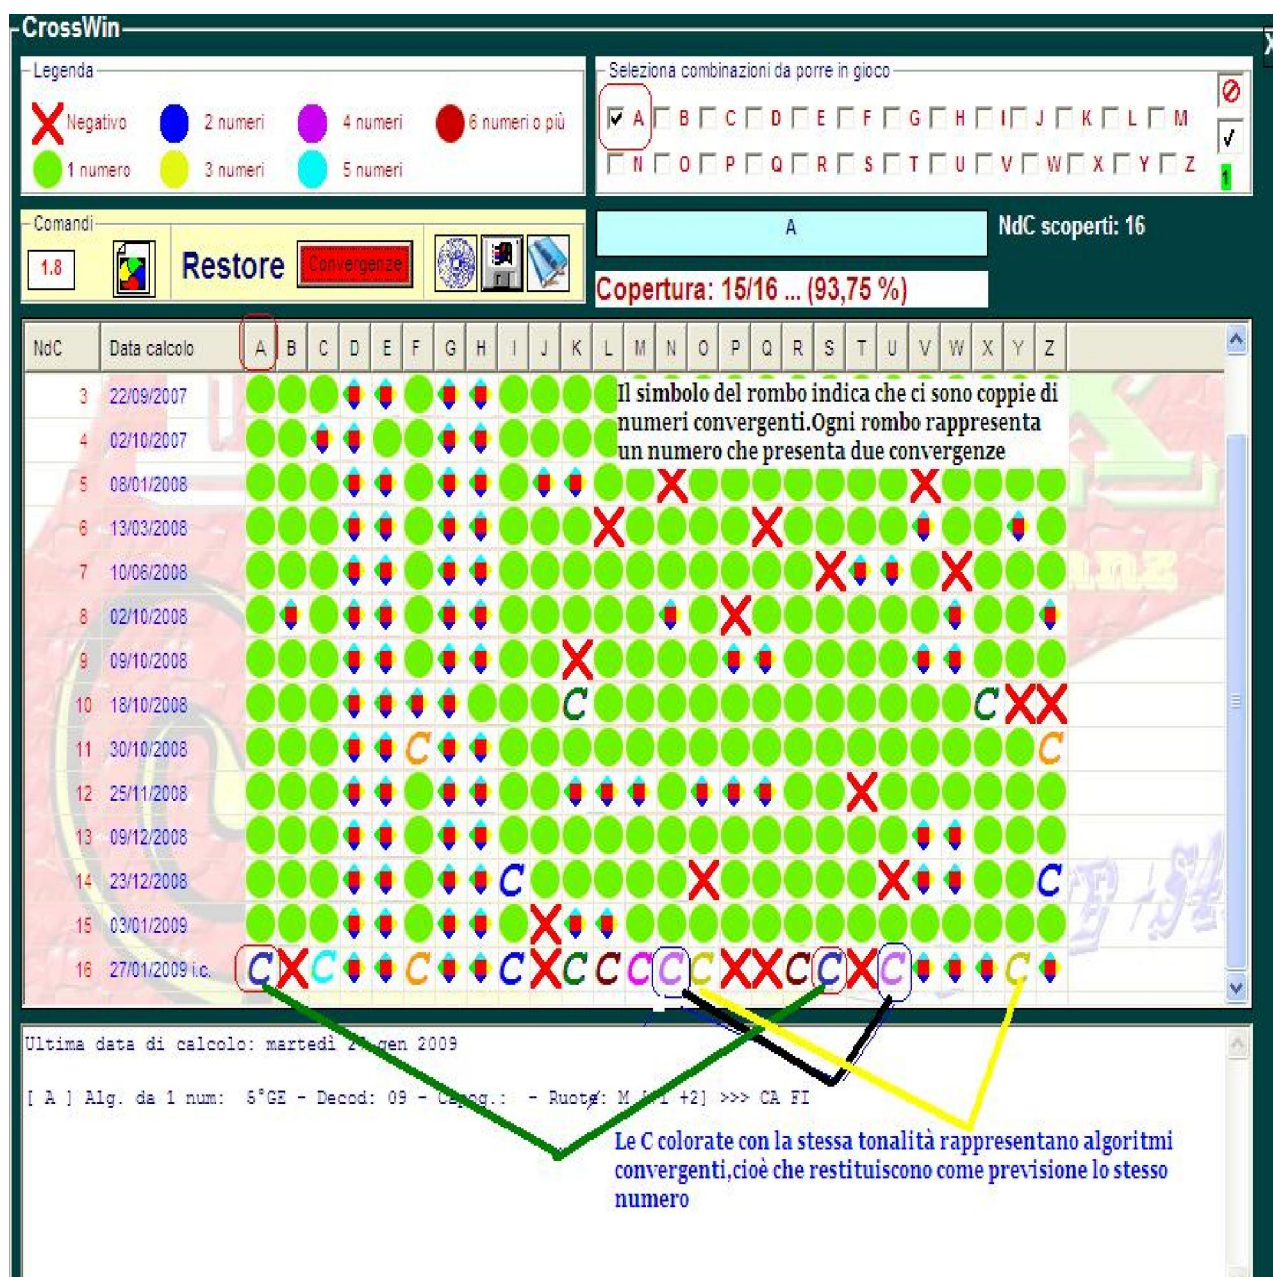 CrossWin
X
Legenda
Negativo 2 numeri 4 numeri 6 numeri o più
1 numero 3 numeri 5 numeri
Seleziona combinazioni da porre in gioco
A B C D E F G H I J K L M
N O P Q R S T U V W X Y Z
1
Comandi
1.8 Restore Convergenze
A
NdC scoperti: 16
Copertura: 15/16 ... (93,75 %)
NdC Data calcolo A B C D E F G H I J K L M N O P Q R S T U V W X Y Z
3 22/09/2007
4 02/10/2007
Il simbolo del rombo indica che ci sono coppie di
numeri convergenti.Ogni rombo rappresenta
un numero che presenta due convergenze
5 08/01/2008
6 13/03/2008
7 10/06/2008
8 02/10/2008
9 09/10/2008
10 18/10/2008 C C
11 30/10/2008 C C
12 25/11/2008
13 09/12/2008
14 23/12/2008 C C
15 03/01/2009
16 27/01/2009 i.c. C C C C C C C C C C C C C
Ultima data di calcolo: martedì gen 2009
[ A ] Alg. da 1 num: 5°GE - Decod: 09 - Capog.: - Ruote: M +2] >>> CA FI
Le C colorate con la stessa tonalità rappresentano algoritmi
convergenti,cioè che restituiscono come previsione lo stesso
numero